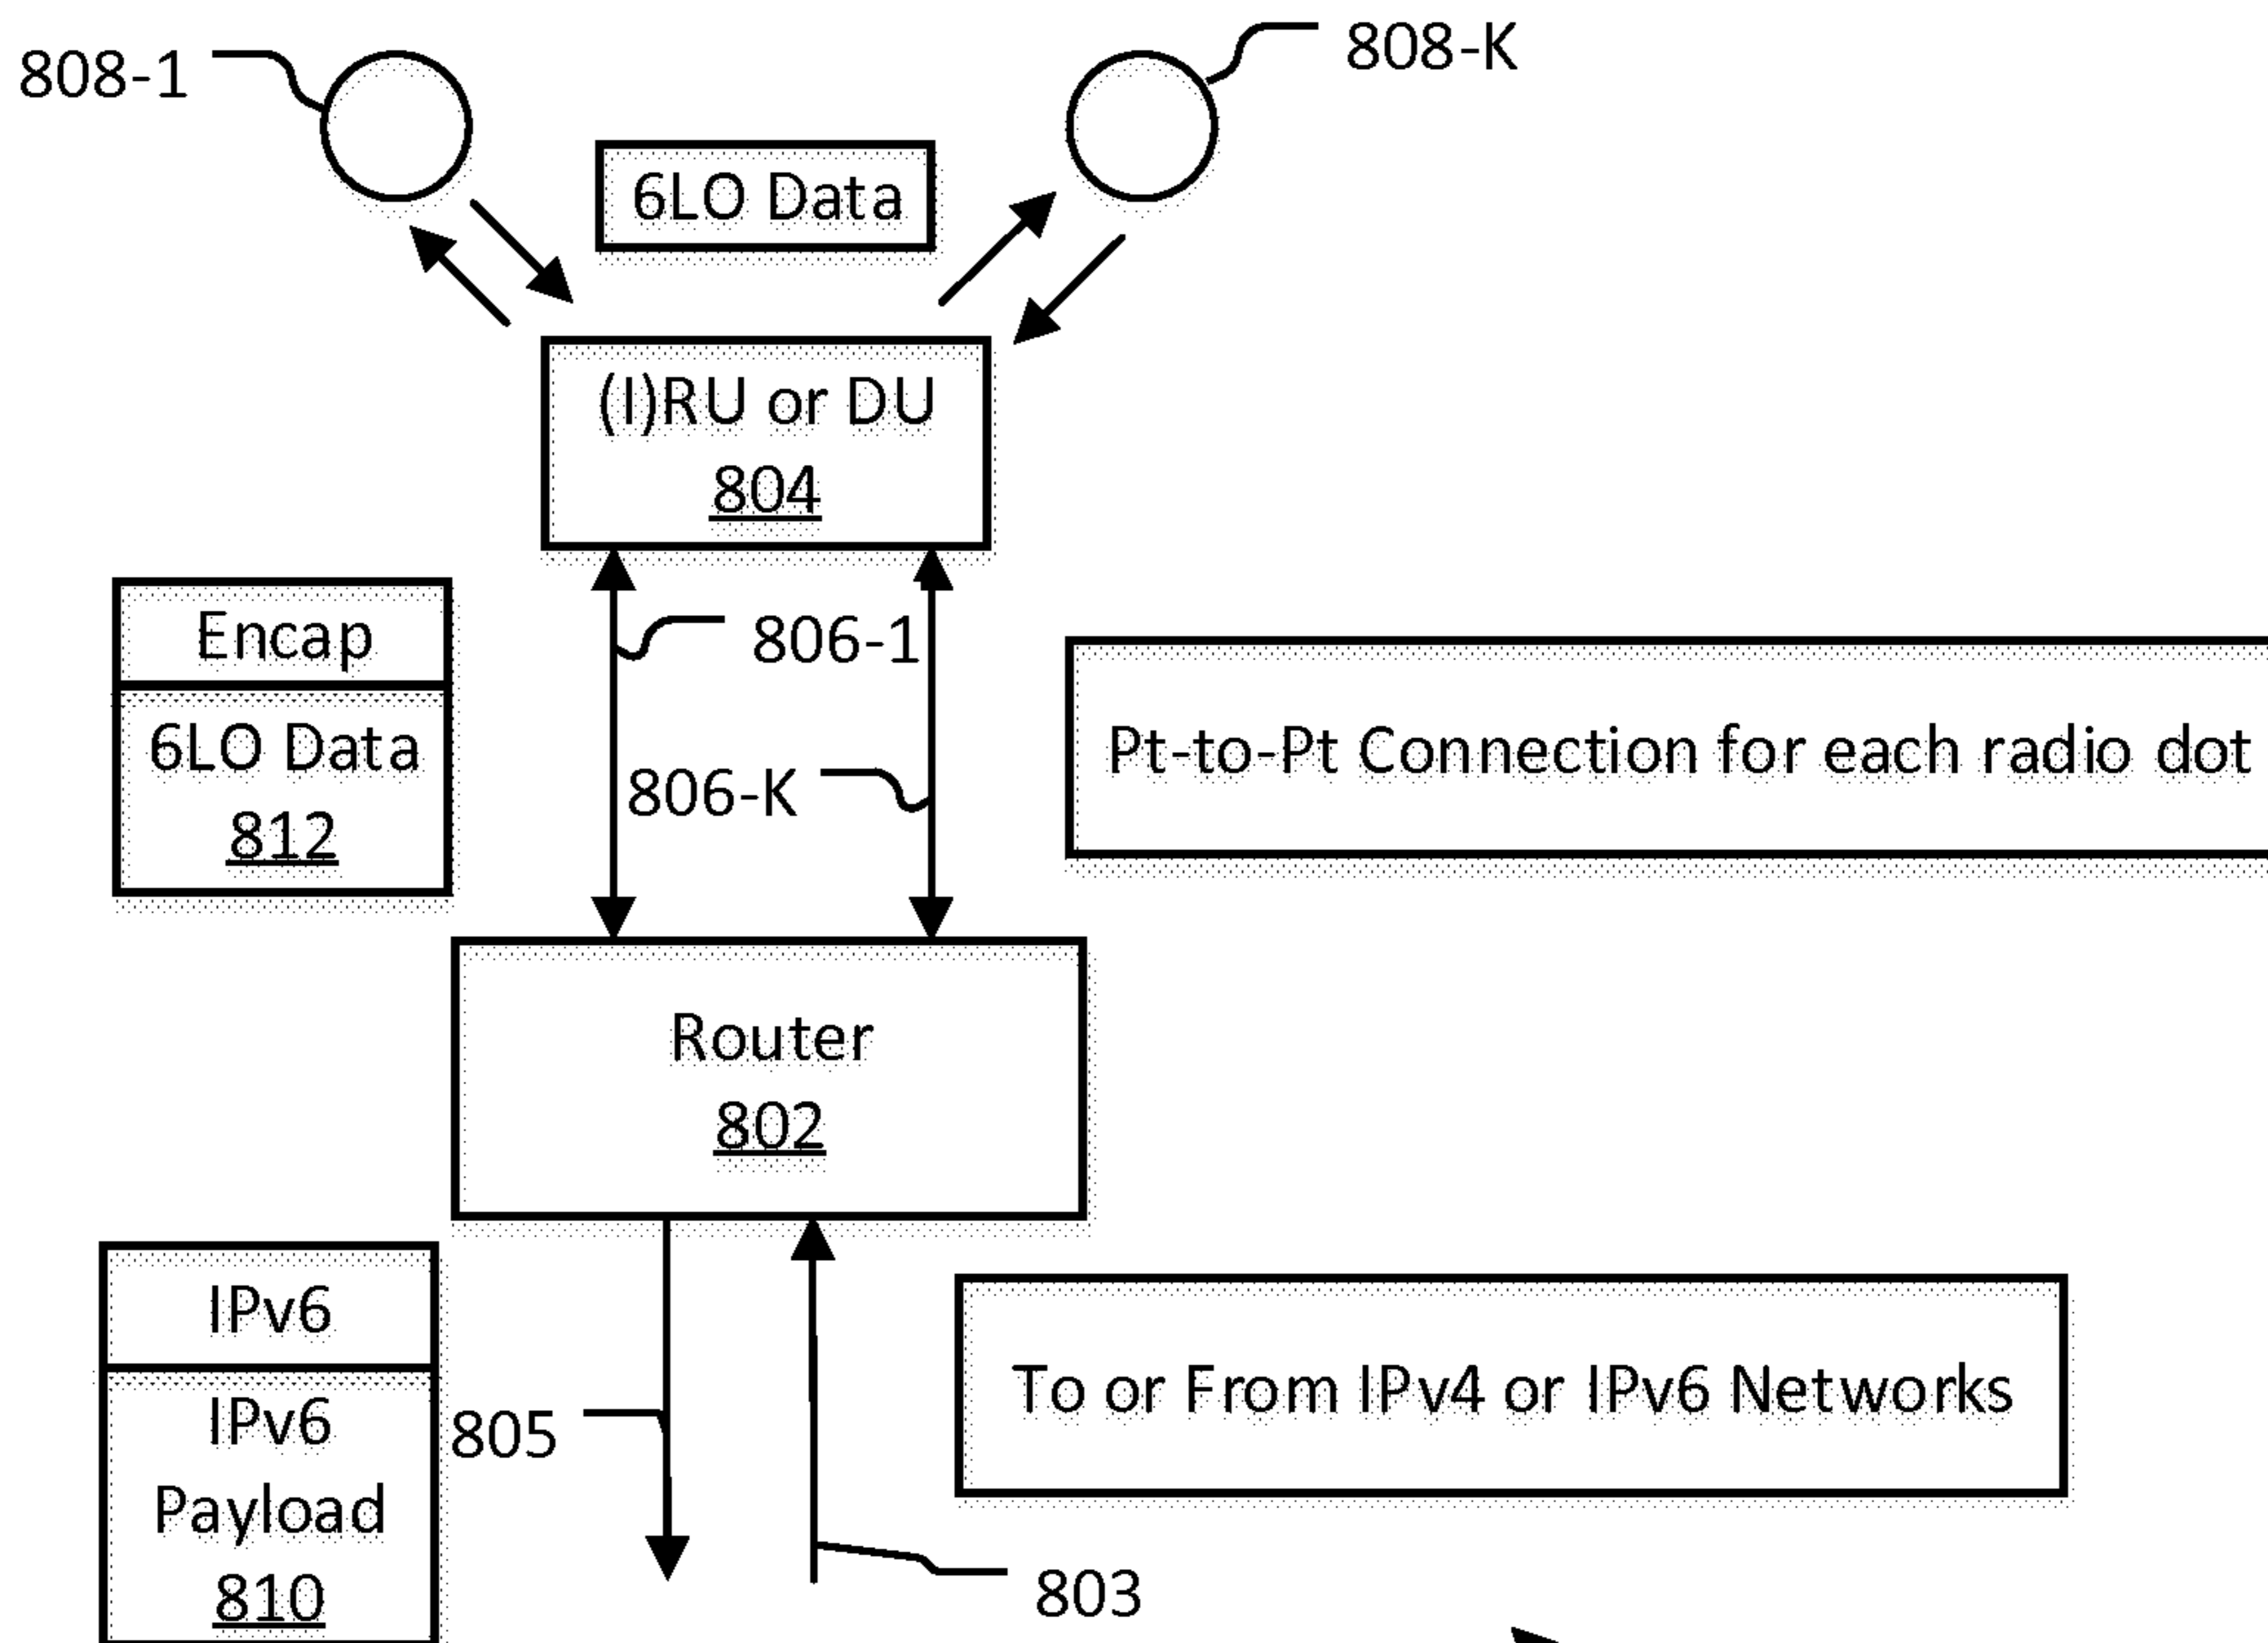 808-1
808-K
6LO Data
(I)RU or DU
804
Encap
6LO Data
812
806-1
806-K
Pt-to-Pt Connection for each radio dot
Router
802
IPv6
IPv6
Payload
810
805
To or From IPv4 or IPv6 Networks
803